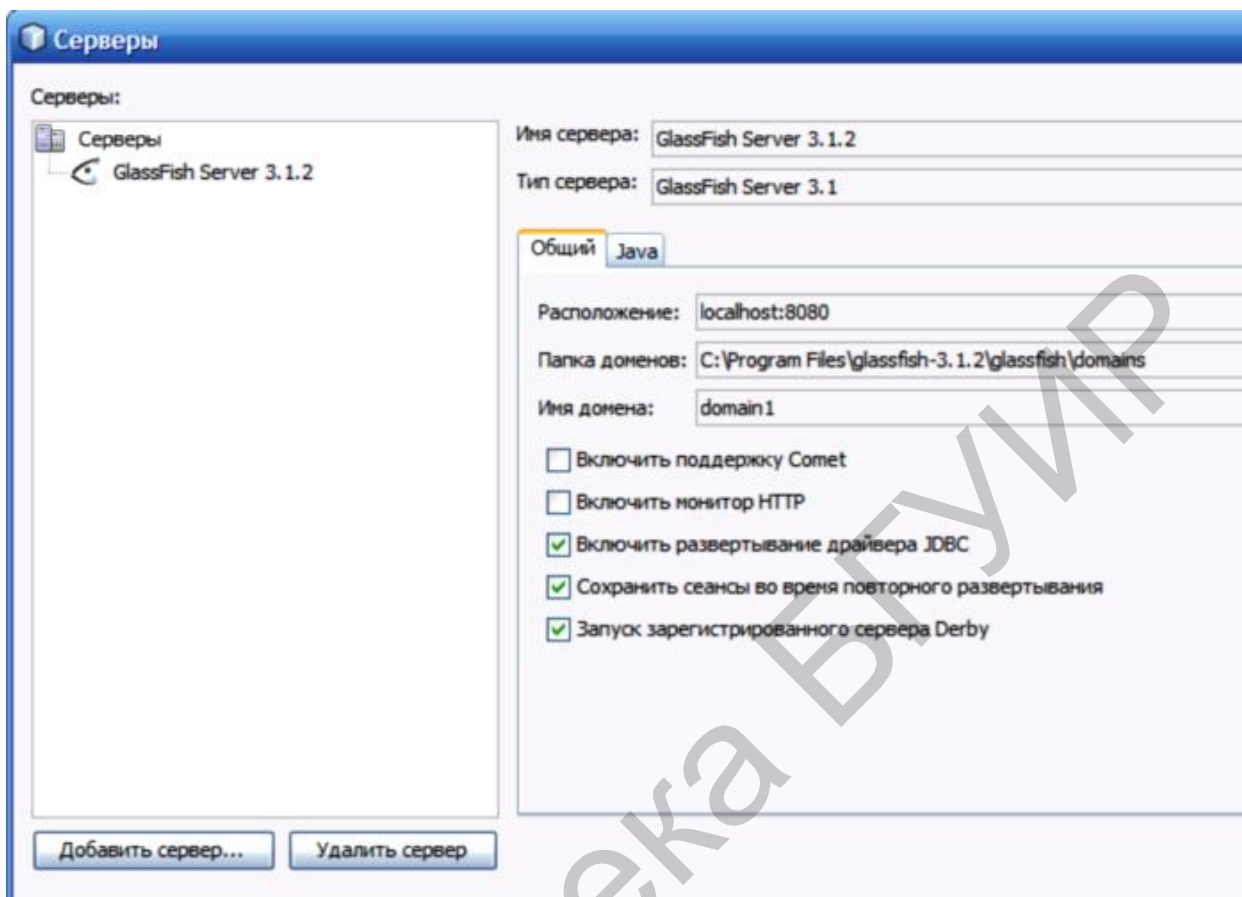 Серверы
Серверы:
Серверы
GlassFish Server 3.1.2
Имя сервера: GlassFish Server 3.1.2
Тип сервера: GlassFish Server 3.1
Общий Java
Расположение: localhost:8080
Папка доменов: C:\Program Files\glassfish-3.1.2\glassfish\domains
Имя домена: domain1
Включить поддержку Comet
Включить монитор HTTP
Включить развертывание драйвера JDBC
Сохранить сеансы во время повторного развертывания
Запуск зарегистрированного сервера Derby
Добавить сервер... Удалить сервер
ека БГУИР